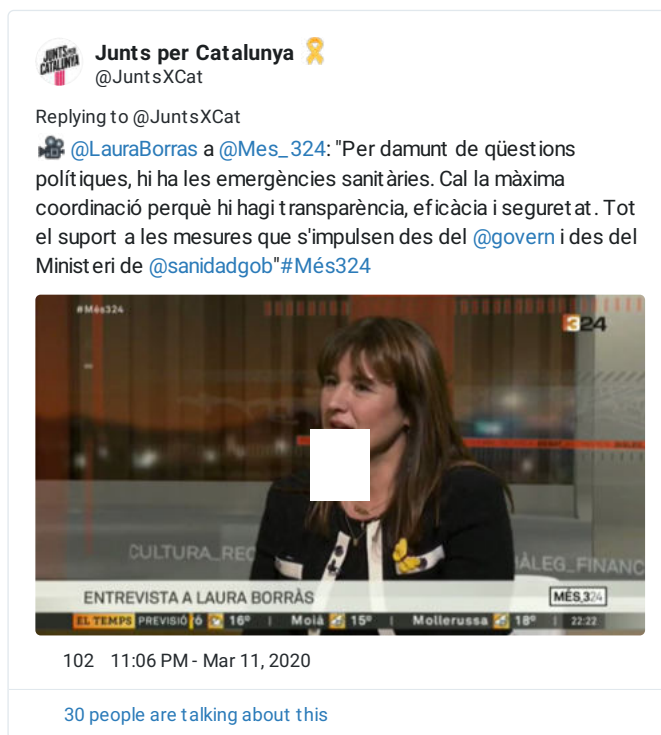 JUNTS PER CATALUNYA
Junts per Catalunya
@JuntsXCat
Replying to @JuntsXCat
@LauraBorras a @Mes_324: "Per damunt de qüestions
polítiques, hi ha les emergències sanitàries. Cal la màxima
coordinació perquè hi hagi transparència, eficàcia i seguretat. Tot
el suport a les mesures que s'impulsen des del @govern i des del
Ministeri de @sanidadgob"#Més324
#Més324
324
CULTURA_REC
ÀLEG_FINANC
ENTREVISTA A LAURA BORRÀS
MÉS324
EL TEMPS PREVISIÓ 16º | Moià 15º | Mollerussa 18º | 22:22
102 11:06 PM - Mar 11, 2020
30 people are talking about this